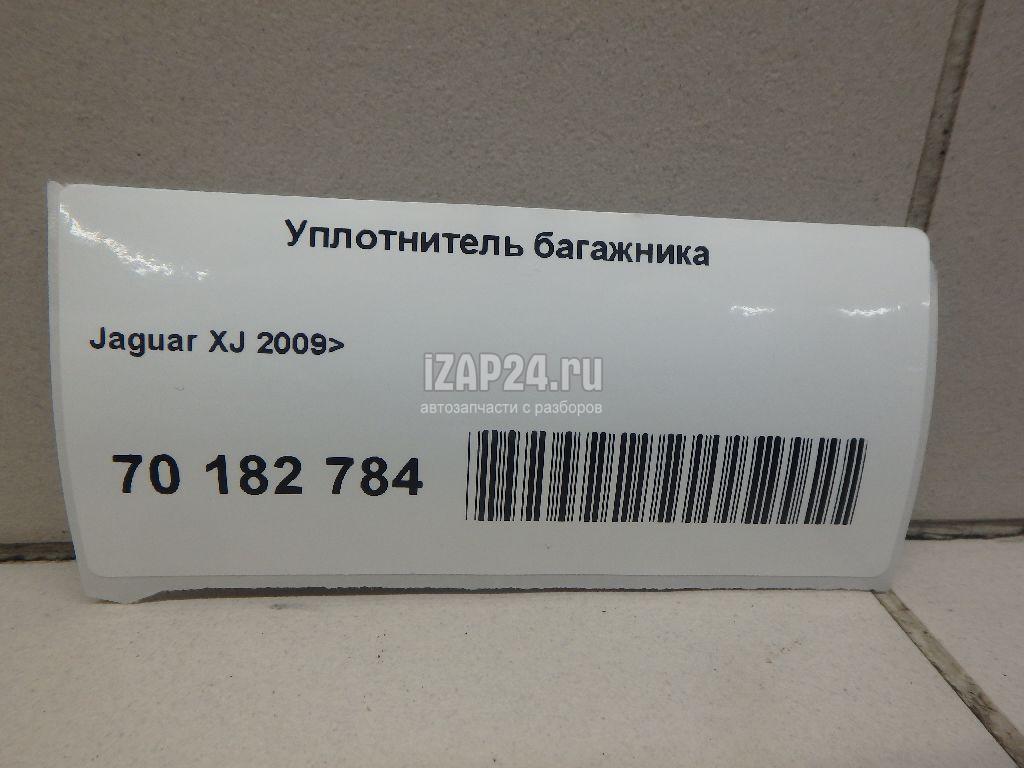 Уплотнитель багажника
Jaguar XJ 2009>
iZAP24.ru
автозапчасти с разборов
70 182 784